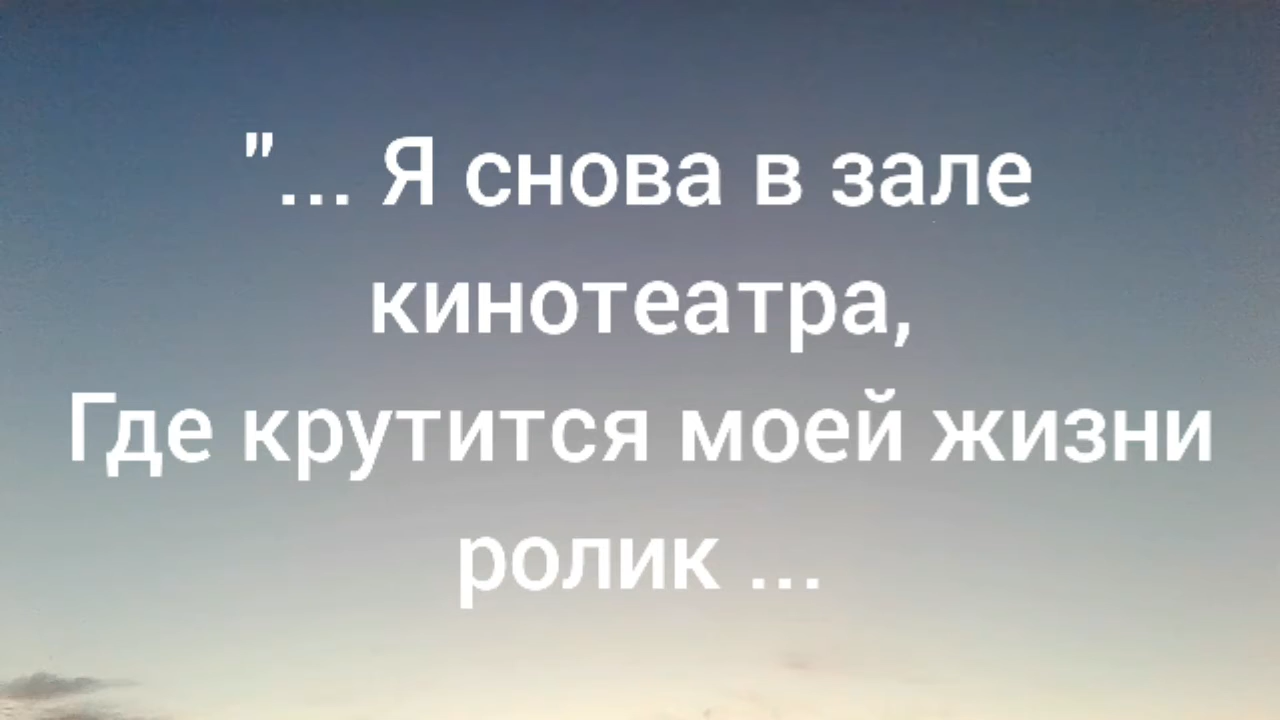 "... Я снова в зале
кинотеатра,
Где крутится моей жизни
ролик ...